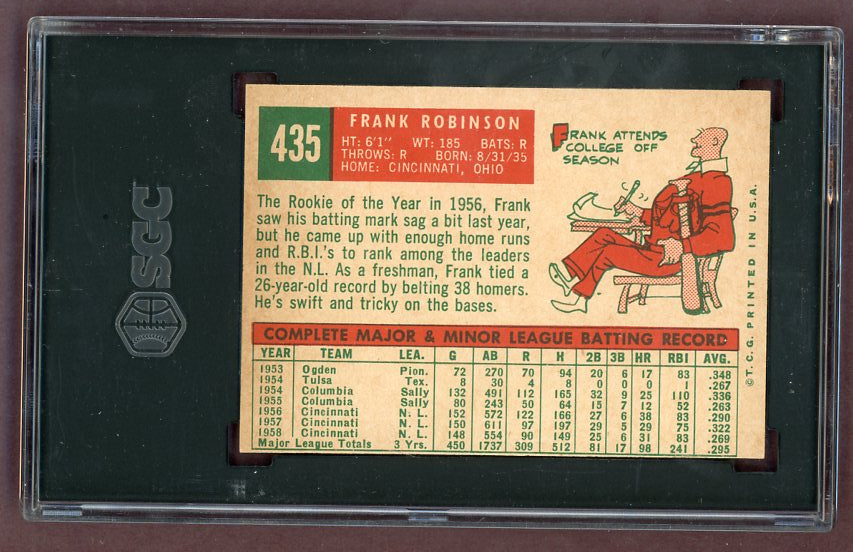 SGC
435
FRANK ROBINSON
HT: 6'1" WT: 185 BATS: R
THROWS: R BORN: 8/31/35
HOME: CINCINNATI, OHIO
FRANK ATTENDS
COLLEGE OFF
SEASON
The Rookie of the Year in 1956, Frank
saw his batting mark sag a bit last year,
but he came up with enough home runs
and R.B.I.'s to rank among the leaders
in the N.L. As a freshman, Frank tied a
26-year-old record by belting 38 homers.
He's swift and tricky on the bases.
COMPLETE MAJOR & MINOR LEAGUE BATTING RECORD
YEAR TEAM LEA. G AB R H 2B 3B HR RBI AVG.
1953 Ogden Pion. 72 270 70 94 20 6 17 83 .348
1954 Tulsa Tex. 8 30 4 8 0 0 0 1 .267
1954 Columbia Sally 132 491 112 165 32 9 25 110 .336
1955 Columbia Sally 80 243 50 64 15 7 12 52 .263
1956 Cincinnati N. L. 152 572 122 166 27 6 38 83 .290
1957 Cincinnati N. L. 150 611 97 197 29 5 29 75 .322
1958 Cincinnati N. L. 148 554 90 149 25 6 31 83 .269
Major League Totals 3 Yrs. 450 1737 309 512 81 17 98 241 .295
© T. C. G. PRINTED IN U.S.A.